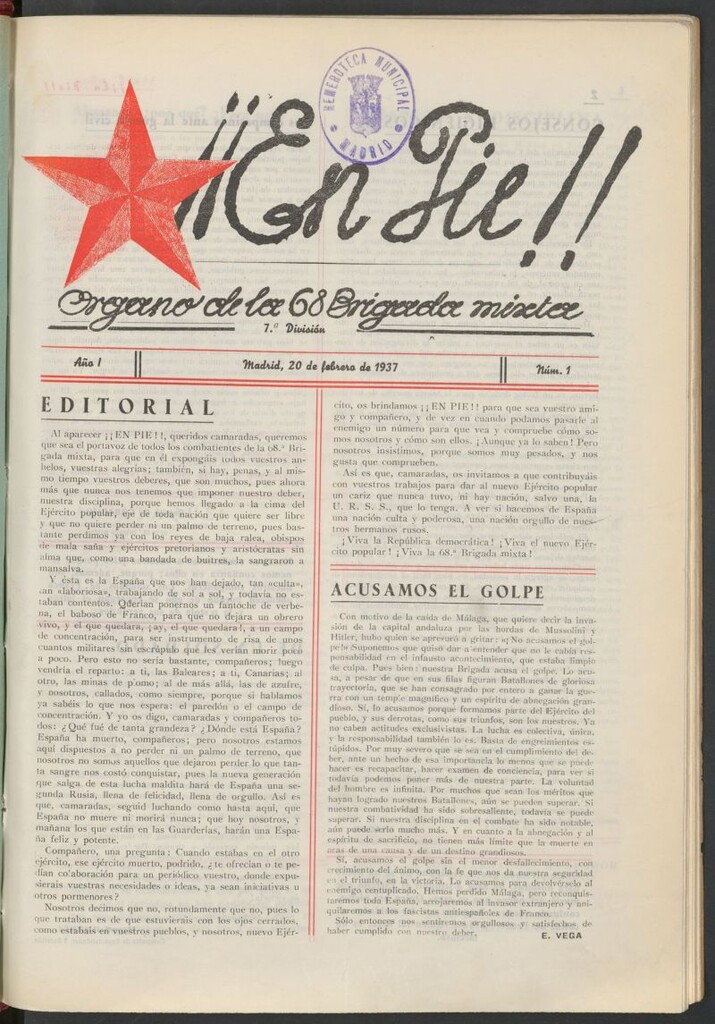 HEMEROTECA MUNICIPAL
MADRID
¡¡En Pie!!
Organo de la 68 Brigada mixta
7.ª División
Año I
Madrid, 20 de febrero de 1937
Núm. 1
EDITORIAL
Al aparecer ¡¡EN PIE!!, queridos camaradas, queremos
que sea el portavoz de todos los combatientes de la 68.ª Bri-
gada mixta, para que en él expongáis todos vuestros an-
helos, vuestras alegrías; también, si hay, penas, y al mis-
mo tiempo vuestros deberes, que son muchos, pues ahora
más que nunca nos tenemos que imponer nuestro deber,
nuestra disciplina, porque hemos llegado a la cima del
Ejército popular, eje de toda nación que quiere ser libre
y que no quiere perder ni un palmo de terreno, pues bas-
tante perdimos ya con los reyes de baja ralea, obispos
de mala saña y ejércitos pretorianos y aristócratas sin
alma que, como una bandada de buitres, la sangraron a
mansalva.
Y ésta es la España que nos han dejado, tan «culta»,
tan «laboriosa», trabajando de sol a sol, y todavía no es-
taban contentos. Querían ponernos un fantoche de verbe-
na, el baboso de Franco, para que no dejara un obrero
vivo, y el que quedara, ¡ay, el que quedara!, a un campo
de concentración, para ser instrumento de risa de unos
cuantos militares sin escrúpulo que les verían morir poco
a poco. Pero esto no sería bastante, compañeros; luego
vendría el reparto: a ti, las Baleares; a ti, Canarias; al
otro, las minas de plomo; al de más allá, las de azufre,
y nosotros, callados, como siempre, porque si hablamos
ya sabéis lo que nos espera: el paredón o el campo de
concentración. Y yo os digo, camaradas y compañeros to-
dos: ¿Qué fué de tanta grandeza? ¿Dónde está España?
España ha muerto, compañeros; pero nosotros estamos
aquí dispuestos a no perder ni un palmo de terreno, que
nosotros no somos aquellos que dejaron perder lo que tan-
ta sangre nos costó conquistar, pues la nueva generación
que salga de esta lucha maldita hará de España una se-
gunda Rusia, llena de felicidad, llena de orgullo. Así es
que, camaradas, seguid luchando como hasta aquí, que
España no muere ni morirá nunca; que hoy nosotros, y
mañana los que están en las Guarderías, harán una Espa-
ña feliz y potente.
Compañero, una pregunta: Cuando estabas en el otro
ejército, ese ejército muerto, podrido, ¿te ofrecían o te pe-
dían colaboración para un periódico vuestro, donde expu-
sierais vuestras necesidades o ideas, ya sean iniciativas u
otros pormenores?
Nosotros decimos que no, rotundamente que no, pues lo
que trataban es de que estuvierais con los ojos cerrados,
como estabais en vuestros pueblos, y nosotros, nuevo Ejér-
cito, os brindamos ¡¡EN PIE!! para que sea vuestro ami-
go y compañero, y de vez en cuando podamos pasarle al
enemigo un número para que vea y compruebe cómo so-
mos nosotros y cómo son ellos. ¡Aunque ya lo saben! Pero
nosotros insistimos, porque somos muy pesados, y nos
gusta que comprueben.
Así es que, camaradas, os invitamos a que contribuyáis
con vuestros trabajos para dar al nuevo Ejército popular
un cariz que nunca tuvo, ni hay nación, salvo una, la
U. R. S. S., que lo tenga. A ver si hacemos de España
una nación culta y poderosa, una nación orgullo de nues-
tros hermanos rusos.
¡Viva la República democrática! ¡Viva el nuevo Ejér-
cito popular! ¡Viva la 68.ª Brigada mixta!
ACUSAMOS EL GOLPE
Con motivo de la caída de Málaga, que quiere decir la inva-
sión de la capital andaluza por las hordas de Mussolini y
Hitler, hubo quien se apresuró a gritar: «¡No acusamos el gol-
pe!» Suponemos que quiso dar a entender que no le cabía res-
ponsabilidad en el infausto acontecimiento, que estaba limpio
de culpa. Pues bien: nuestra Brigada acusa el golpe. Lo acu-
sa, a pesar de que en sus filas figuran Batallones de gloriosa
trayectoria, que se han consagrado por entero a ganar la gue-
rra con un temple magnífico y un espíritu de abnegación gran-
dioso. Sí, lo acusamos porque formamos parte del Ejército del
pueblo, y sus derrotas, como sus triunfos, son los nuestros. Ya
no caben actitudes exclusivistas. La lucha es colectiva, única,
y la responsabilidad también lo es. Basta de engreimientos es-
túpidos. Por muy severo que se sea en el cumplimiento del de-
ber, ante un hecho de esa importancia lo menos que se pue-
de hacer es recapacitar, hacer examen de conciencia, para ver si
todavía podemos poner más de nuestra parte. La voluntad
del hombre es infinita. Por muchos que sean los méritos que
hayan logrado nuestros Batallones, aún se pueden superar. Si
nuestra combatividad ha sido sobresaliente, todavía se puede
superar. Si nuestra disciplina en el combate ha sido notable,
aún puede serlo mucho más. Y en cuanto a la abnegación y al
espíritu de sacrificio, no tienen más límite que la muerte en
aras de una causa y de un destino grandiosos.
Sí, acusamos el golpe sin el menor desfallecimiento, con
crecimiento del ánimo, con la fe que nos da nuestra seguridad
en el triunfo, en la victoria. Lo acusamos para devolvérselo al
enemigo centuplicado. Hemos perdido Málaga, pero reconquis-
taremos toda España, arrojaremos al invasor extranjero y ani-
quilaremos a los fascistas antiespañoles de Franco.
Sólo entonces nos sentiremos orgullosos y satisfechos de
haber cumplido con nuestro deber.
E. VEGA